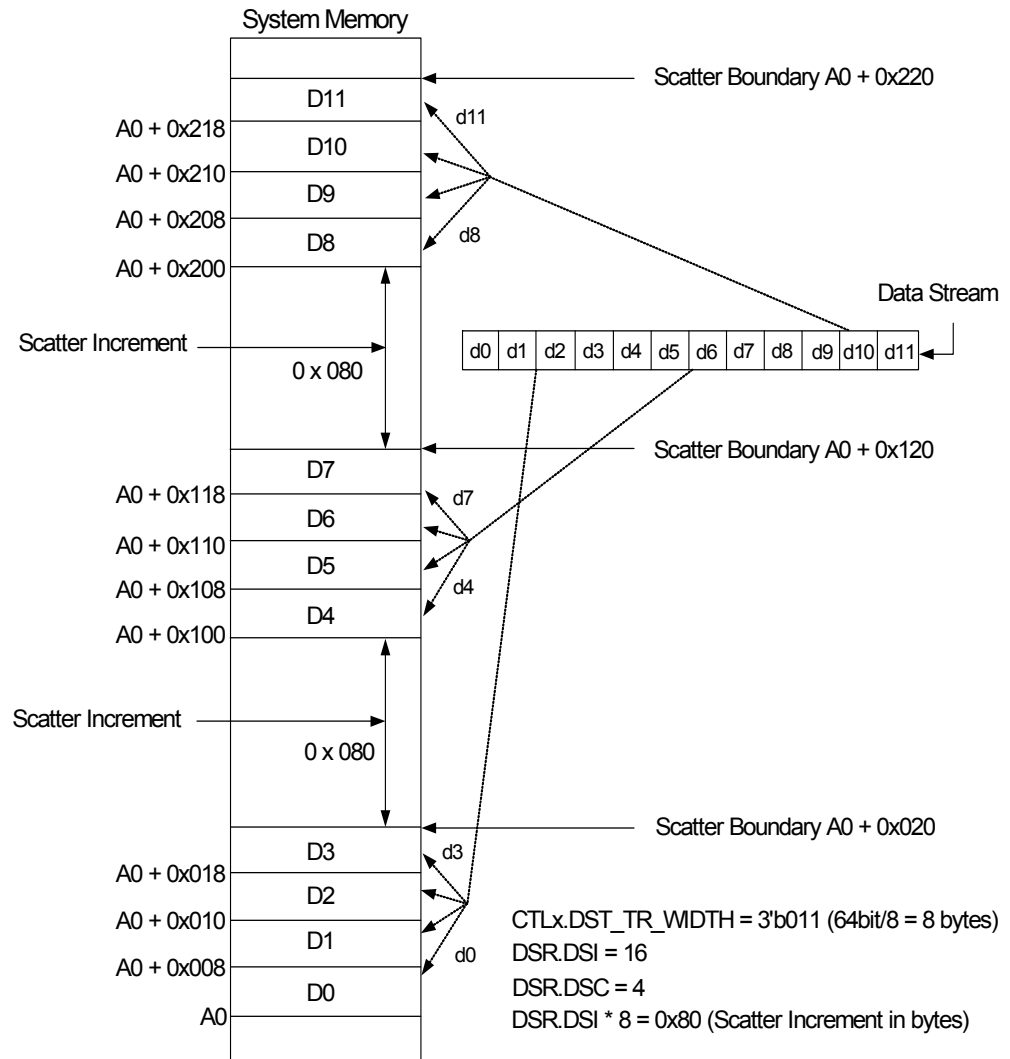 System Memory
Scatter Boundary A0 + 0x220
D11
d11
A0 + 0x218
D10
A0 + 0x210
D9
A0 + 0x208
D8
d8
A0 + 0x200
Data Stream
Scatter Increment
0 x 080
d0 d1 d2 d3 d4 d5 d6 d7 d8 d9 d10 d11
Scatter Boundary A0 + 0x120
D7
d7
A0 + 0x118
D6
A0 + 0x110
D5
A0 + 0x108
d4
D4
A0 + 0x100
Scatter Increment
0 x 080
Scatter Boundary A0 + 0x020
D3
d3
A0 + 0x018
D2
A0 + 0x010
D1
d0
A0 + 0x008
D0
A0
CTLx.DST_TR_WIDTH = 3'b011 (64bit/8 = 8 bytes)
DSR.DSI = 16
DSR.DSC = 4
DSR.DSI * 8 = 0x80 (Scatter Increment in bytes)